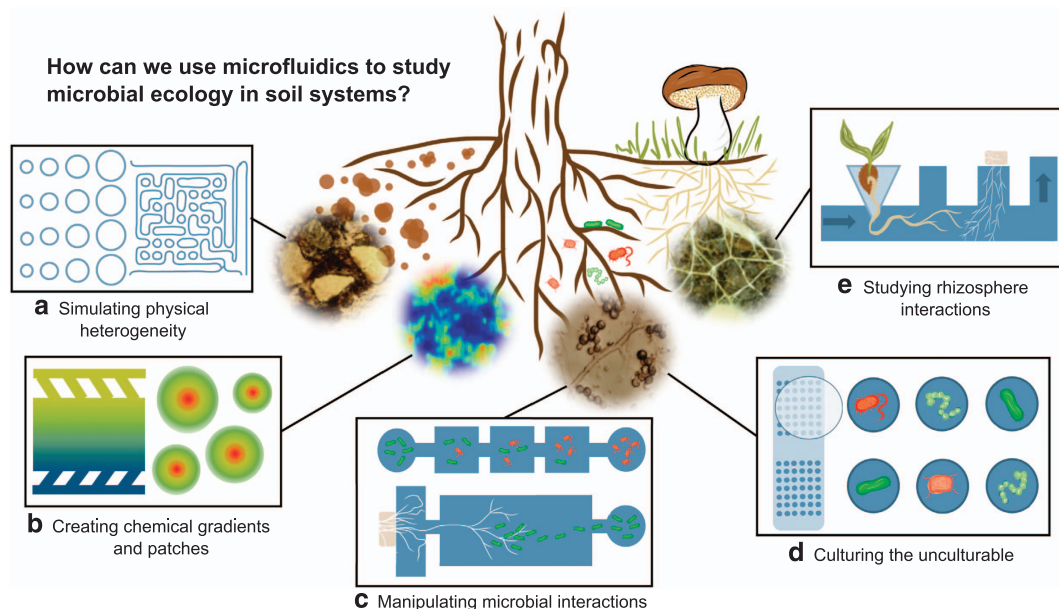 How can we use microfluidics to study
microbial ecology in soil systems?
a Simulating physical
heterogeneity
b Creating chemical gradients
and patches
c Manipulating microbial interactions
d Culturing the unculturable
e Studying rhizosphere
interactions